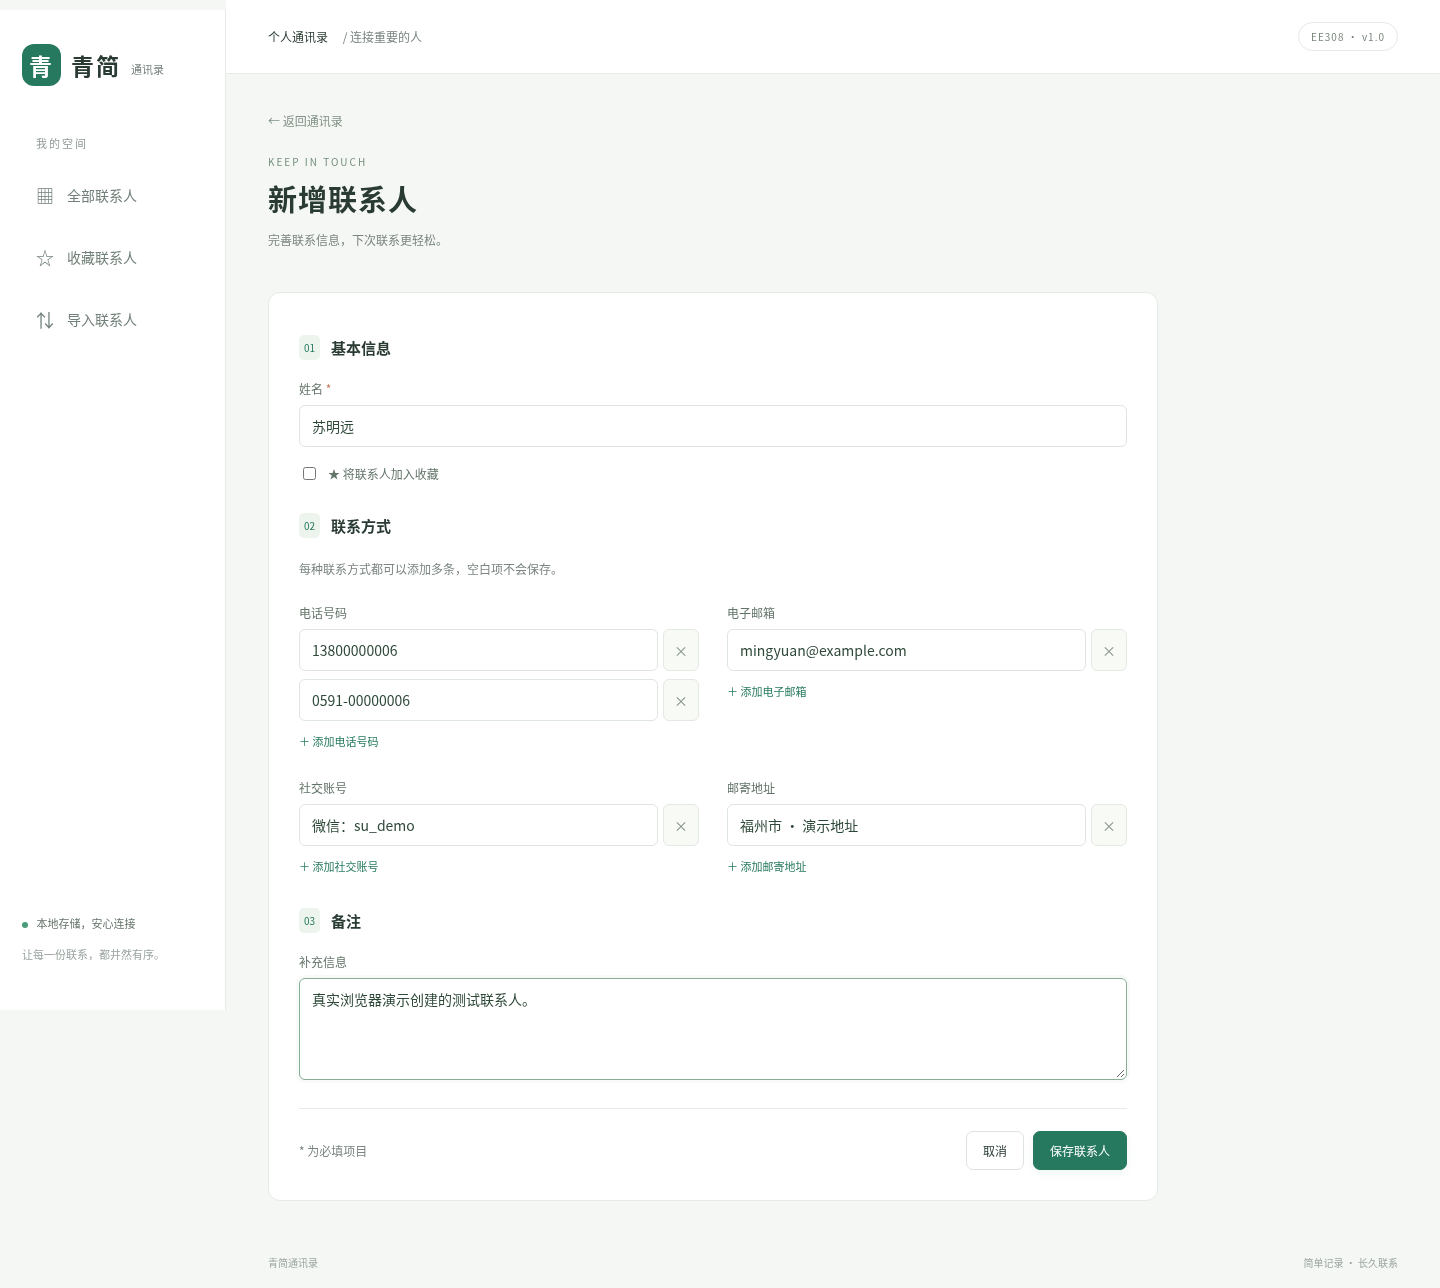 青 青简 通讯录
我的空间
全部联系人
收藏联系人
导入联系人
本地存储，安心连接
让每一份联系，都井然有序。
个人通讯录 / 连接重要的人
EE308 · v1.0
← 返回通讯录
KEEP IN TOUCH
新增联系人
完善联系信息，下次联系更轻松。
01 基本信息
姓名 *
苏明远
★ 将联系人加入收藏
02 联系方式
每种联系方式都可以添加多条，空白项不会保存。
电话号码
13800000006 ×
0591-00000006 ×
＋ 添加电话号码
电子邮箱
mingyuan@example.com ×
＋ 添加电子邮箱
社交账号
微信：su_demo ×
＋ 添加社交账号
邮寄地址
福州市 · 演示地址 ×
＋ 添加邮寄地址
03 备注
补充信息
真实浏览器演示创建的测试联系人。
* 为必填项目
取消
保存联系人
青简通讯录
简单记录 · 长久联系